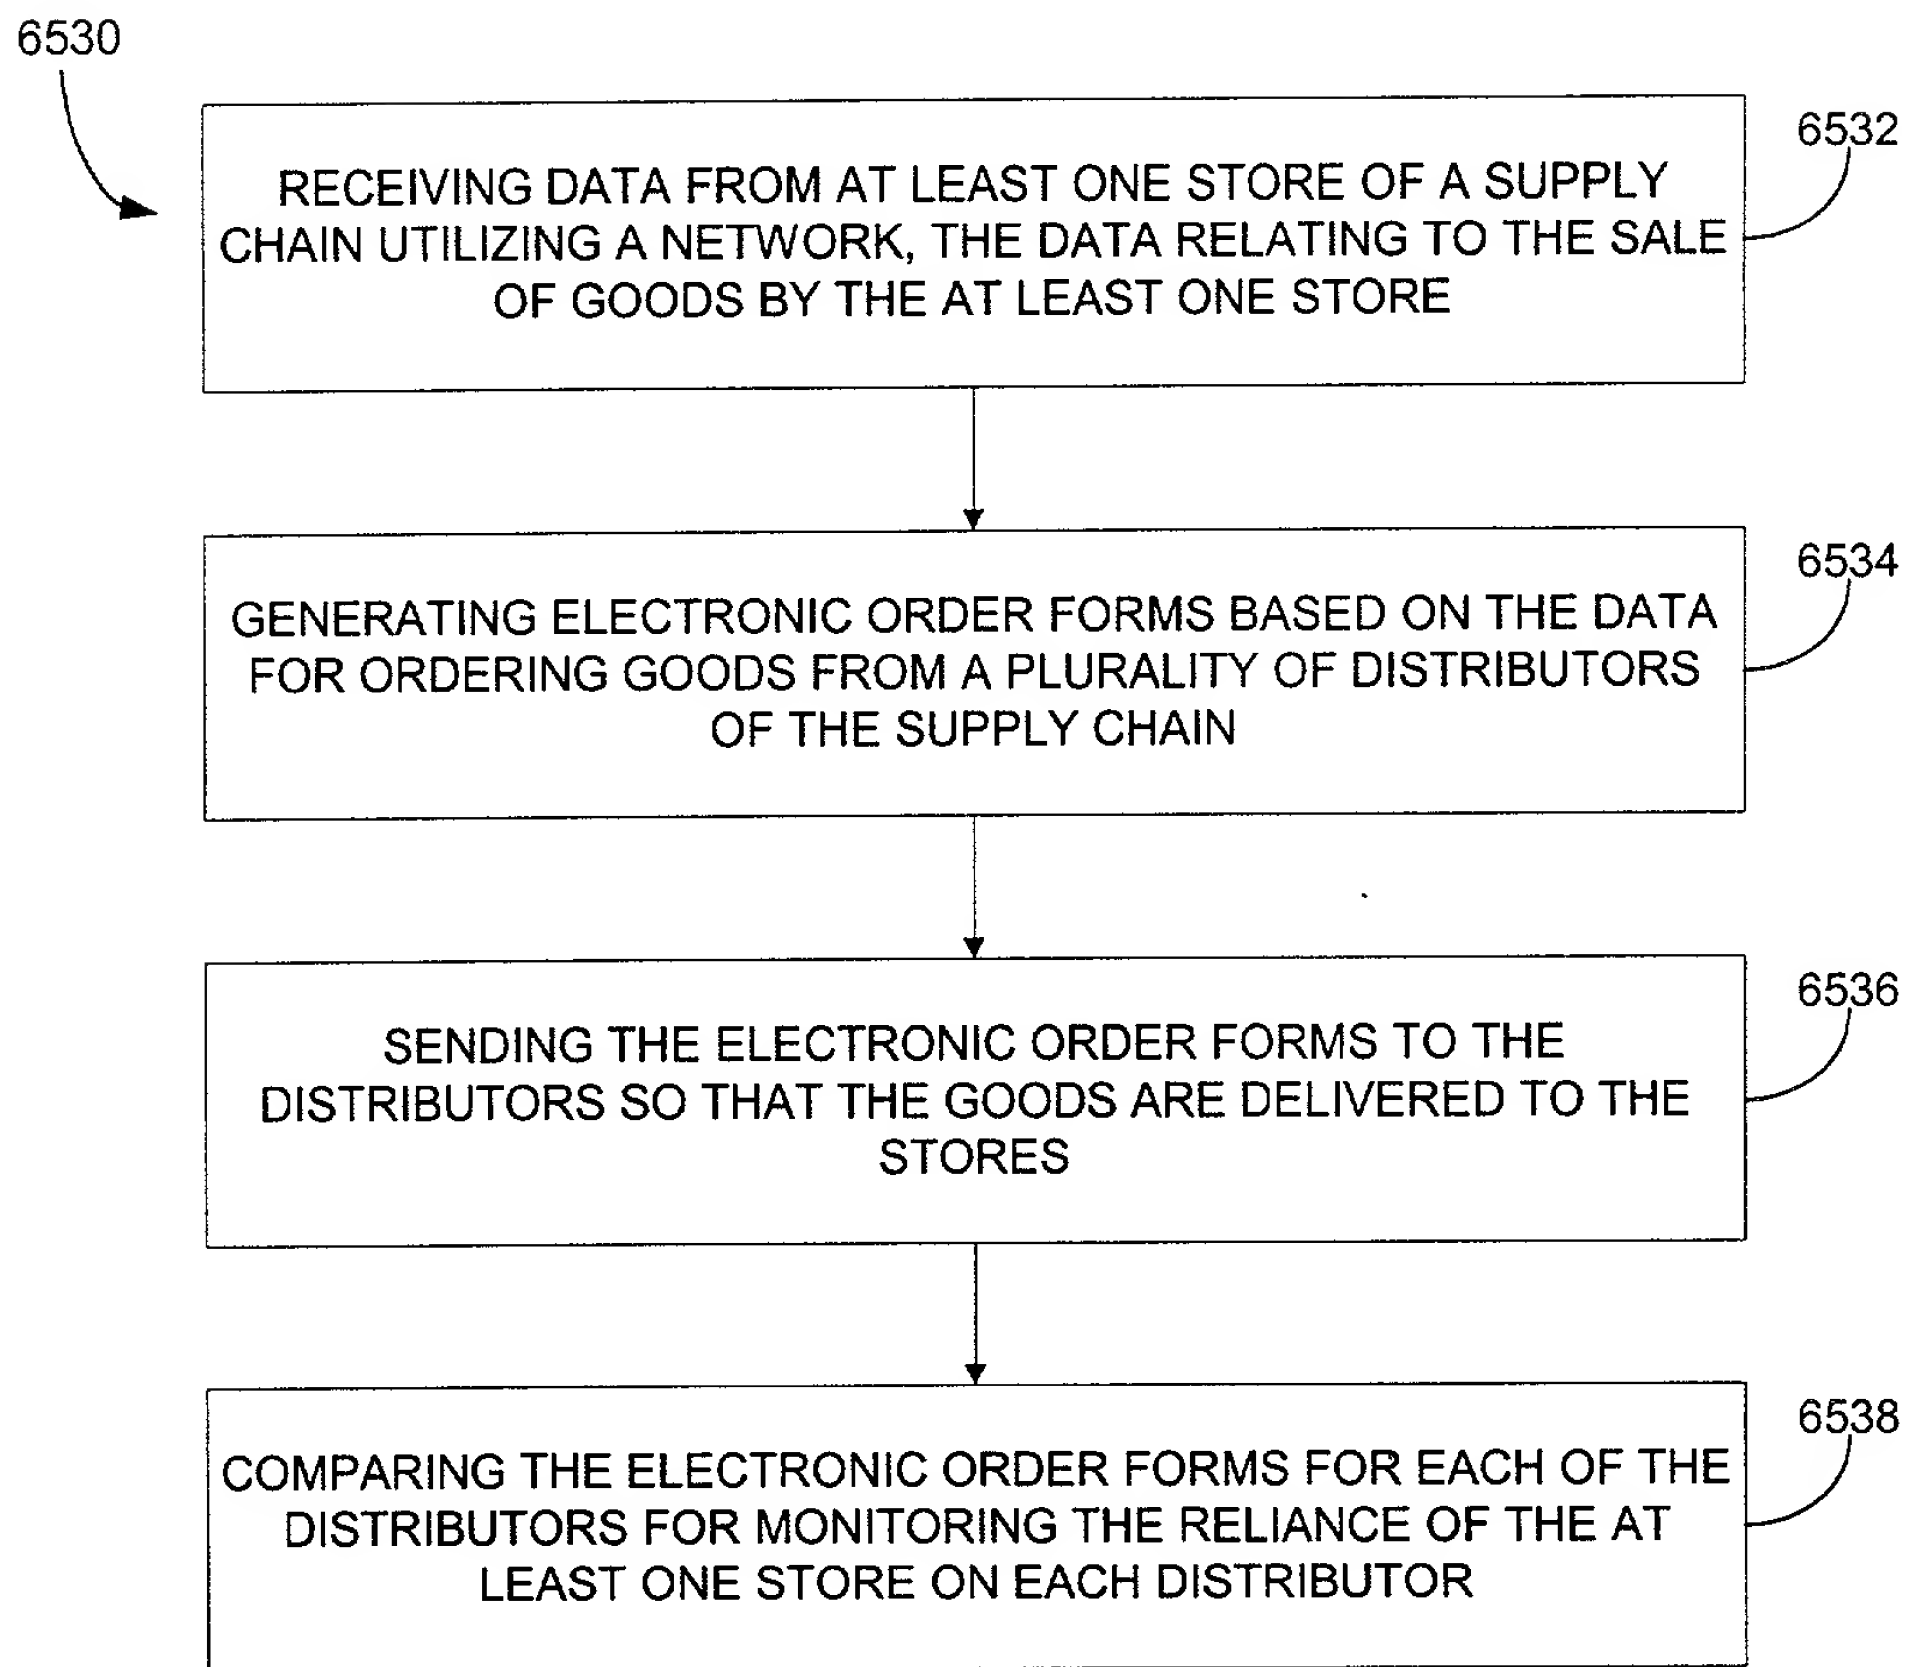 6530
6532
RECEIVING DATA FROM AT LEAST ONE STORE OF A SUPPLY
CHAIN UTILIZING A NETWORK, THE DATA RELATING TO THE SALE
OF GOODS BY THE AT LEAST ONE STORE
6534
GENERATING ELECTRONIC ORDER FORMS BASED ON THE DATA
FOR ORDERING GOODS FROM A PLURALITY OF DISTRIBUTORS
OF THE SUPPLY CHAIN
6536
SENDING THE ELECTRONIC ORDER FORMS TO THE
DISTRIBUTORS SO THAT THE GOODS ARE DELIVERED TO THE
STORES
6538
COMPARING THE ELECTRONIC ORDER FORMS FOR EACH OF THE
DISTRIBUTORS FOR MONITORING THE RELIANCE OF THE AT
LEAST ONE STORE ON EACH DISTRIBUTOR